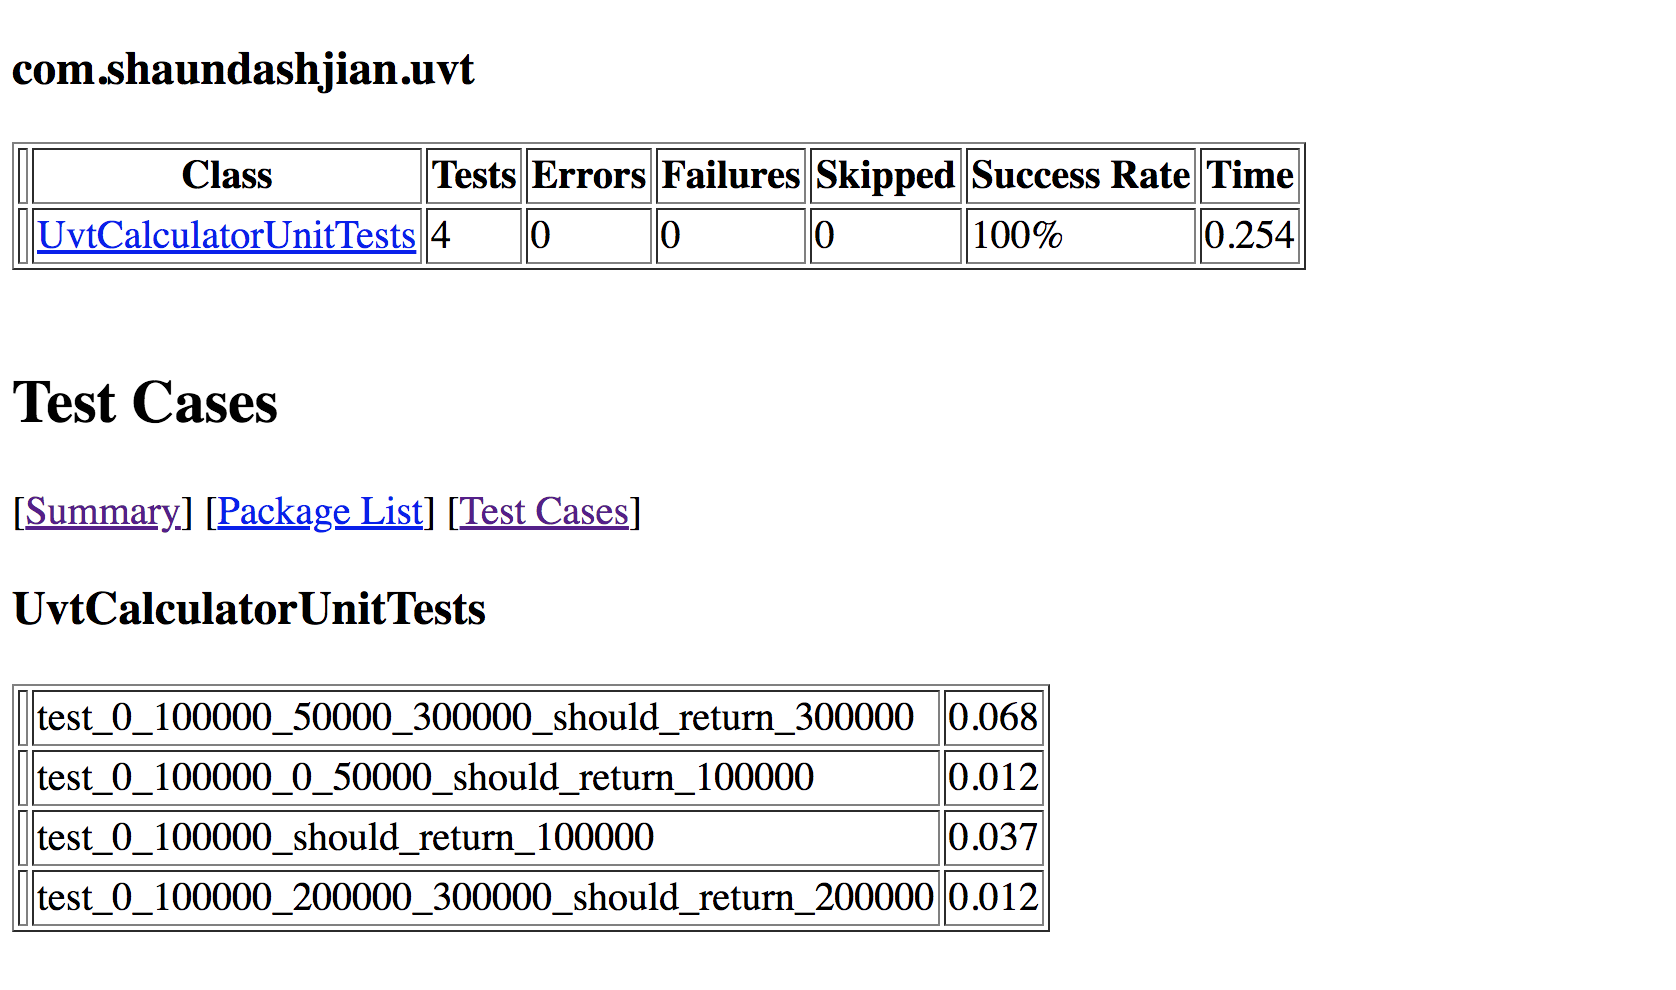 com.shaundashjian.uvt
Class Tests Errors Failures Skipped Success Rate Time
UvtCalculatorUnitTests 4 0 0 0 100% 0.254
Test Cases
[Summary] [Package List] [Test Cases]
UvtCalculatorUnitTests
test_0_100000_50000_300000_should_return_300000 0.068
test_0_100000_0_50000_should_return_100000 0.012
test_0_100000_should_return_100000 0.037
test_0_100000_200000_300000_should_return_200000 0.012